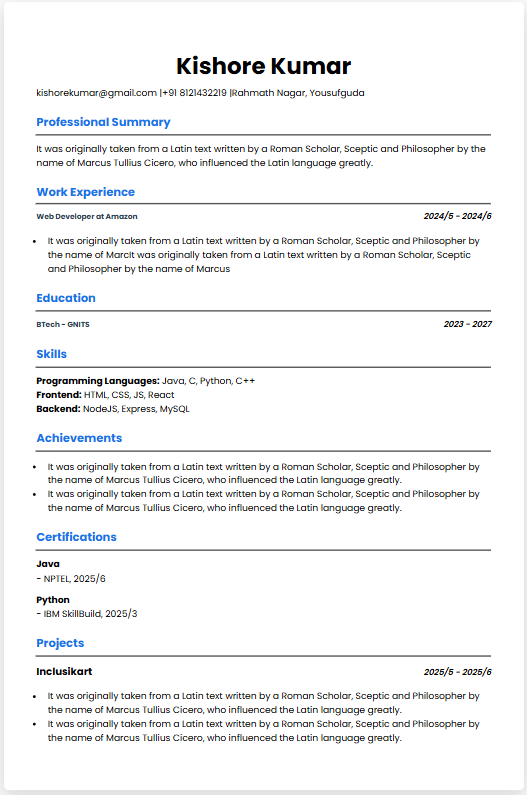 Kishore Kumar
kishorekumar@gmail.com |+91 8121432219 |Rahmath Nagar, Yousufguda
Professional Summary
It was originally taken from a Latin text written by a Roman Scholar, Sceptic and Philosopher by the
name of Marcus Tullius Cicero, who influenced the Latin language greatly.
Work Experience
Web Developer at Amazon 2024/5 - 2024/6
• It was originally taken from a Latin text written by a Roman Scholar, Sceptic and Philosopher by
the name of MarcIt was originally taken from a Latin text written by a Roman Scholar, Sceptic
and Philosopher by the name of Marcus
Education
BTech - GNITS 2023 - 2027
Skills
Programming Languages: Java, C, Python, C++
Frontend: HTML, CSS, JS, React
Backend: NodeJS, Express, MySQL
Achievements
• It was originally taken from a Latin text written by a Roman Scholar, Sceptic and Philosopher by
the name of Marcus Tullius Cicero, who influenced the Latin language greatly.
• It was originally taken from a Latin text written by a Roman Scholar, Sceptic and Philosopher by
the name of Marcus Tullius Cicero, who influenced the Latin language greatly.
Certifications
Java
- NPTEL, 2025/6
Python
- IBM SkillBuild, 2025/3
Projects
Inclusikart 2025/5 - 2025/6
• It was originally taken from a Latin text written by a Roman Scholar, Sceptic and Philosopher by
the name of Marcus Tullius Cicero, who influenced the Latin language greatly.
• It was originally taken from a Latin text written by a Roman Scholar, Sceptic and Philosopher by
the name of Marcus Tullius Cicero, who influenced the Latin language greatly.